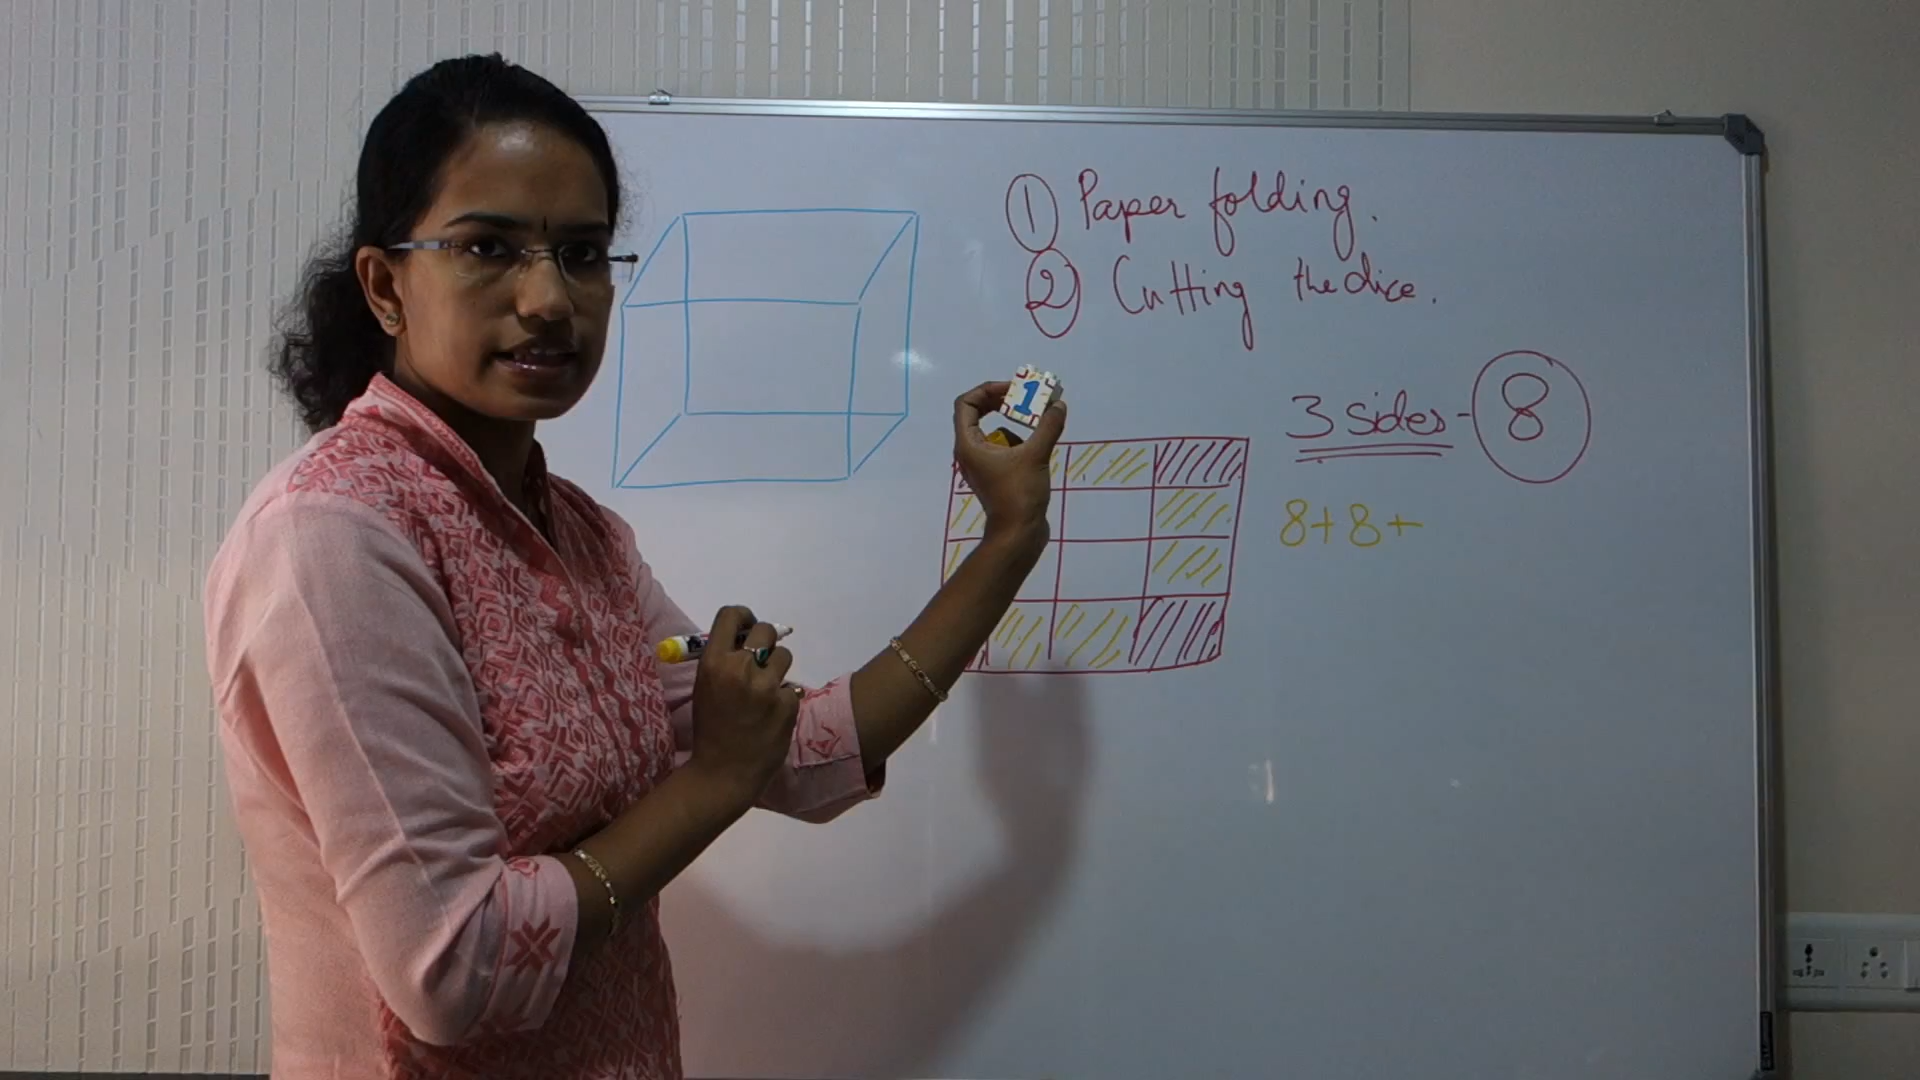 ① Paper folding.
② Cutting the dice.
1
3 sides - 8
8+8+